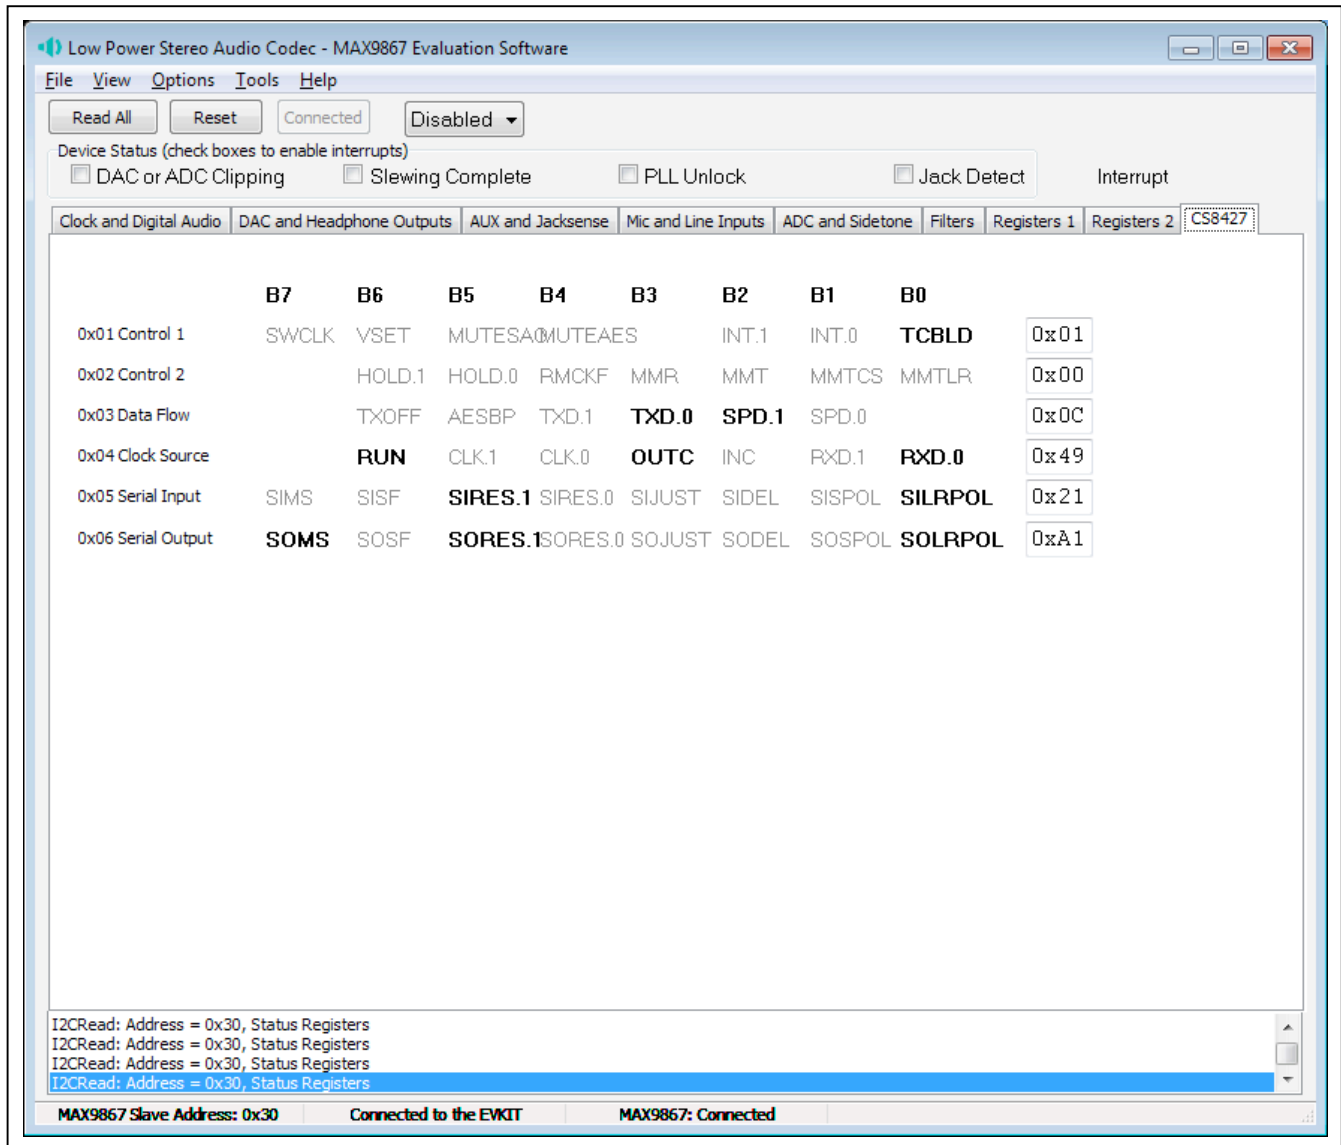 Low Power Stereo Audio Codec - MAX9867 Evaluation Software
File View Options Tools Help
Read All Reset Connected Disabled
Device Status (check boxes to enable interrupts)
DAC or ADC Clipping Slewing Complete PLL Unlock Jack Detect Interrupt
Clock and Digital Audio DAC and Headphone Outputs AUX and Jacksense Mic and Line Inputs ADC and Sidetone Filters Registers 1 Registers 2 CS8427
B7 B6 B5 B4 B3 B2 B1 B0
0x01 Control 1 SWCLK VSET MUTESAO MUTEAES INT.1 INT.0 TCBLD 0x01
0x02 Control 2 HOLD.1 HOLD.0 RMCKF MMR MMT MMTCS MMTLR 0x00
0x03 Data Flow TXOFF AESBP TXD.1 TXD.0 SPD.1 SPD.0 0x0C
0x04 Clock Source RUN CLK.1 CLK.0 OUTC INC RXD.1 RXD.0 0x49
0x05 Serial Input SIMS SISF SIRES.1 SIRES.0 SIJUST SIDEL SISPOL SILRPOL 0x21
0x06 Serial Output SOMS SOSF SORES.1 SORES.0 SOJUST SODEL SOSPOL SOLRPOL 0xA1
I2CRead: Address = 0x30, Status Registers
I2CRead: Address = 0x30, Status Registers
I2CRead: Address = 0x30, Status Registers
I2CRead: Address = 0x30, Status Registers
MAX9867 Slave Address: 0x30 Connected to the EVKIT MAX9867: Connected